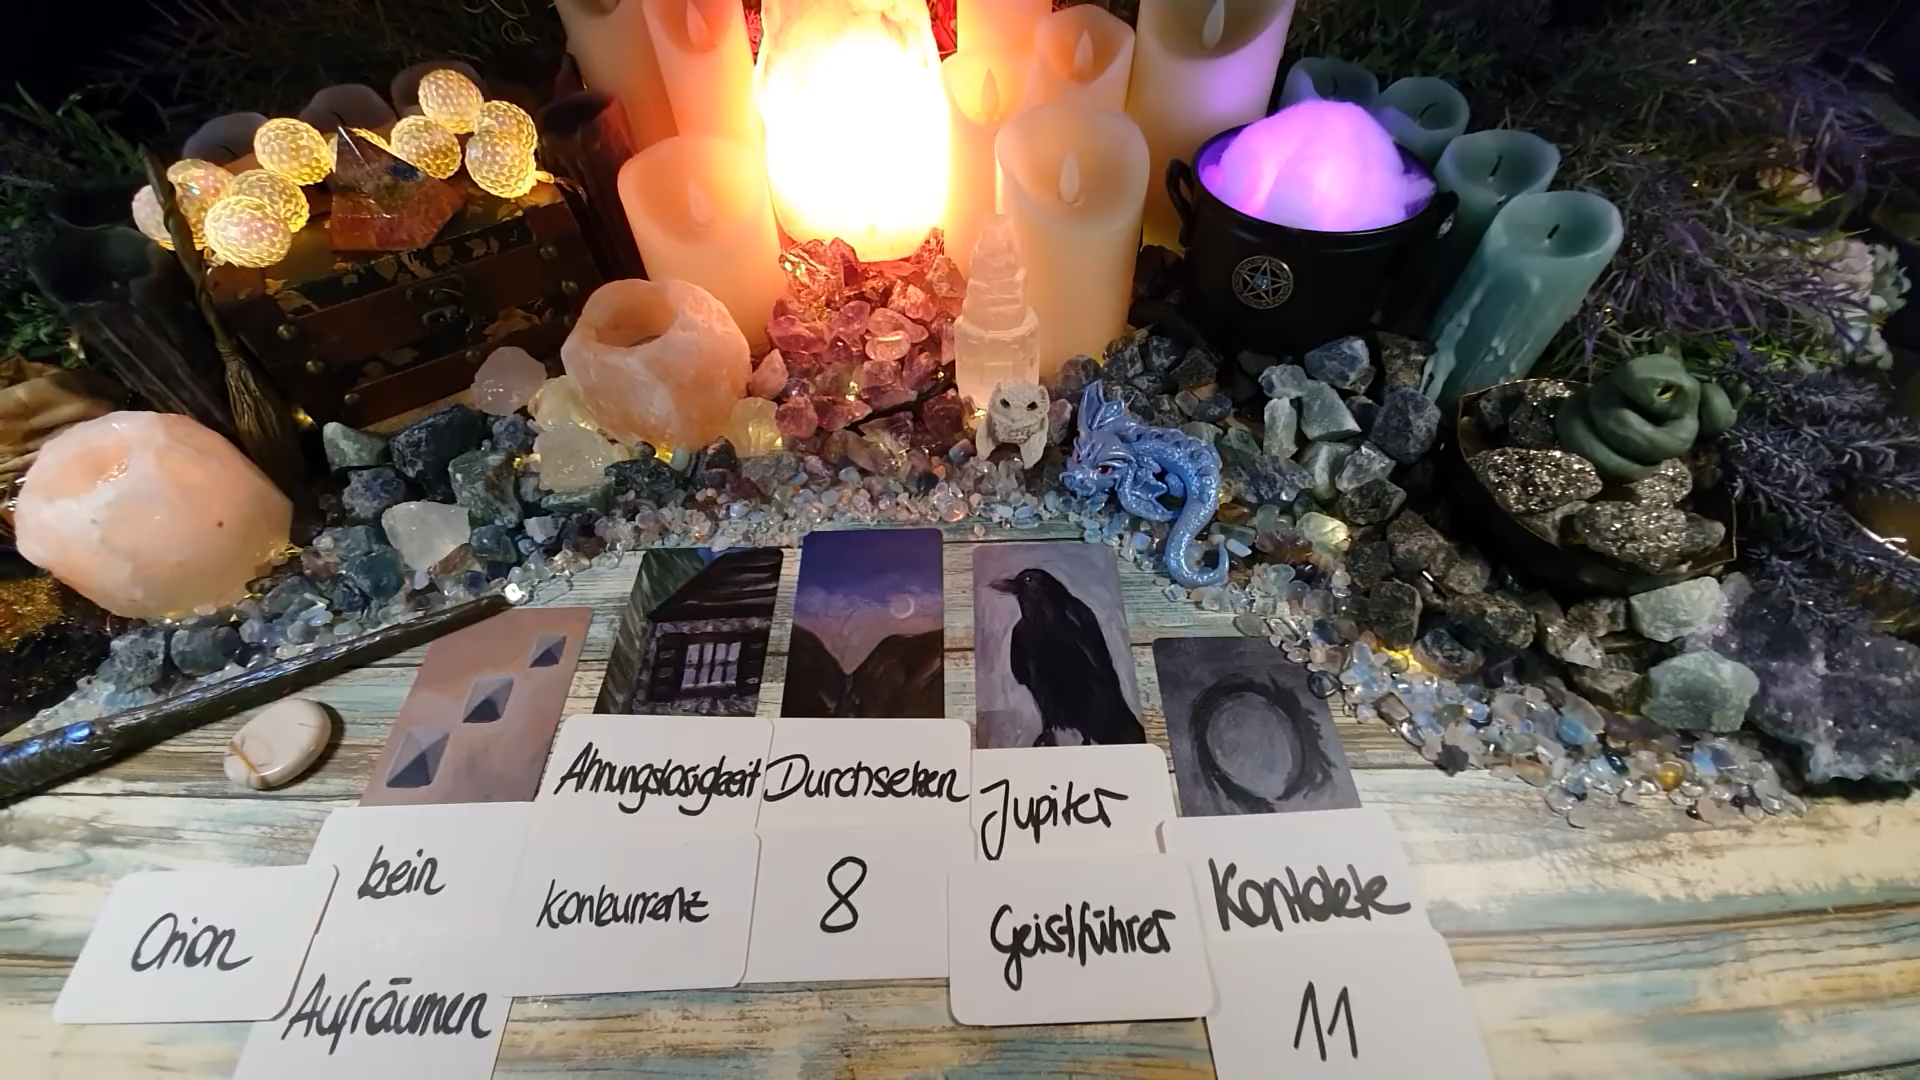 Orion
kein
Aufräumen
Ahnungslosigkeit
Konkurrenz
Durchsehen
8
Jupiter
Geistführer
Kontakte
11